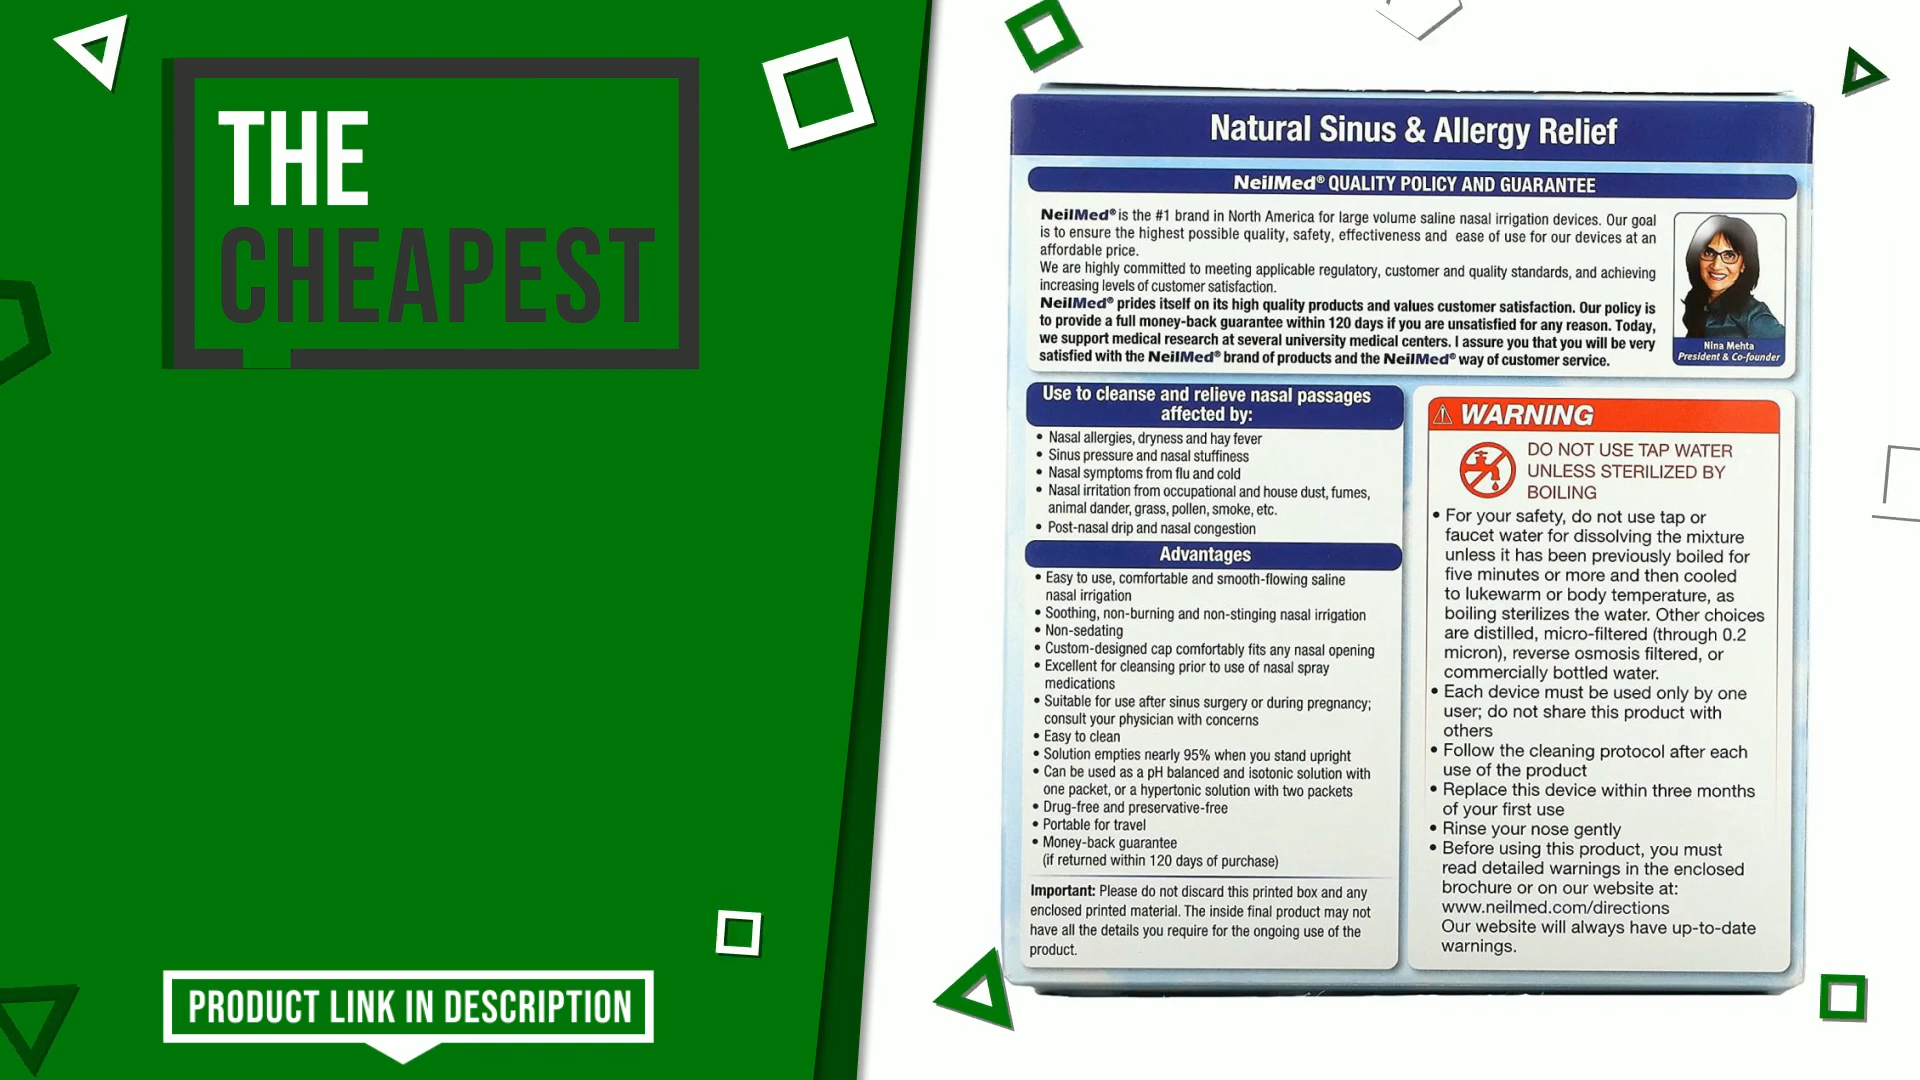 THE
CHEAPEST
PRODUCT LINK IN DESCRIPTION
Natural Sinus & Allergy Relief
NeilMed® QUALITY POLICY AND GUARANTEE
NeilMed® is the #1 brand in North America for large volume saline nasal irrigation devices. Our goal
is to ensure the highest possible quality, safety, effectiveness and ease of use for our devices at an
affordable price.
We are highly committed to meeting applicable regulatory, customer and quality standards, and achieving
increasing levels of customer satisfaction.
NeilMed® prides itself on its high quality products and values customer satisfaction. Our policy is
to provide a full money-back guarantee within 120 days if you are unsatisfied for any reason. Today,
we support medical research at several university medical centers. I assure you that you will be very
satisfied with the NeilMed® brand of products and the NeilMed® way of customer service.
Nina Mehta
President & Co-founder
Use to cleanse and relieve nasal passages
affected by:
• Nasal allergies, dryness and hay fever
• Sinus pressure and nasal stuffiness
• Nasal symptoms from flu and cold
• Nasal irritation from occupational and house dust, fumes,
animal dander, grass, pollen, smoke, etc.
• Post-nasal drip and nasal congestion
Advantages
• Easy to use, comfortable and smooth-flowing saline
nasal irrigation
• Soothing, non-burning and non-stinging nasal irrigation
• Non-sedating
• Custom-designed cap comfortably fits any nasal opening
• Excellent for cleansing prior to use of nasal spray
medications
• Suitable for use after sinus surgery or during pregnancy;
consult your physician with concerns
• Easy to clean
• Solution empties nearly 95% when you stand upright
• Can be used as a pH balanced and isotonic solution with
one packet, or a hypertonic solution with two packets
• Drug-free and preservative-free
• Portable for travel
• Money-back guarantee
(if returned within 120 days of purchase)
Important: Please do not discard this printed box and any
enclosed printed material. The inside final product may not
have all the details you require for the ongoing use of the
product.
WARNING
DO NOT USE TAP WATER
UNLESS STERILIZED BY
BOILING
• For your safety, do not use tap or
faucet water for dissolving the mixture
unless it has been previously boiled for
five minutes or more and then cooled
to lukewarm or body temperature, as
boiling sterilizes the water. Other choices
are distilled, micro-filtered (through 0.2
micron), reverse osmosis filtered, or
commercially bottled water.
• Each device must be used only by one
user; do not share this product with
others
• Follow the cleaning protocol after each
use of the product
• Replace this device within three months
of your first use
• Rinse your nose gently
• Before using this product, you must
read detailed warnings in the enclosed
brochure or on our website at:
www.neilmed.com/directions
Our website will always have up-to-date
warnings.